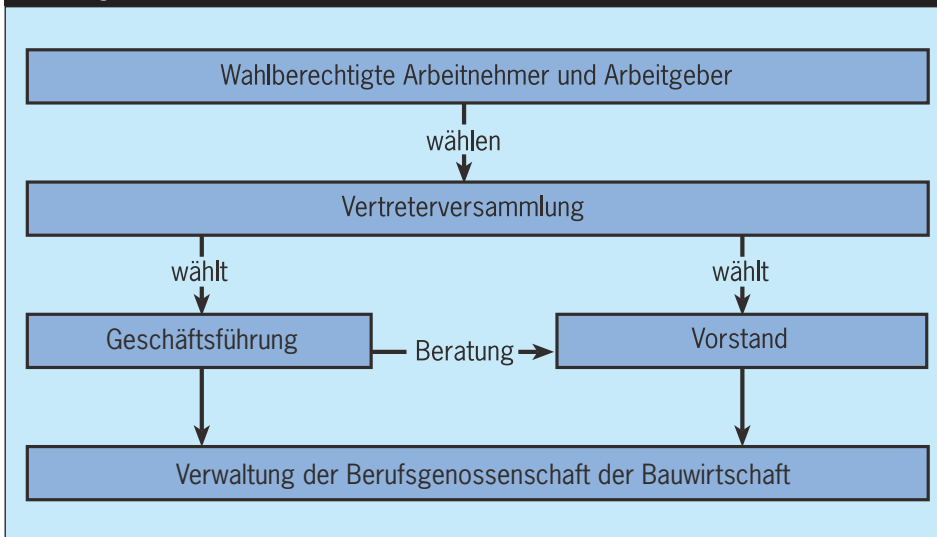 Wahlberechtigte Arbeitnehmer und Arbeitgeber
wählen
Vertreterversammlung
wählt
wählt
Geschäftsführung
Beratung
Vorstand
Verwaltung der Berufsgenossenschaft der Bauwirtschaft